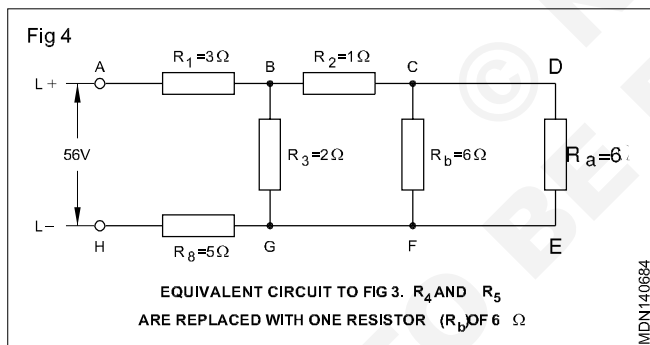 Fig 4
A
R1=3Ω
B
R2=1Ω
C
D
L+
56V
R3=2Ω
Rb=6Ω
Ra=6
L−
H
R8=5Ω
G
F
E
EQUIVALENT CIRCUIT TO FIG 3. R4 AND R5
ARE REPLACED WITH ONE RESISTOR (Rb) OF 6 Ω
MDN140684